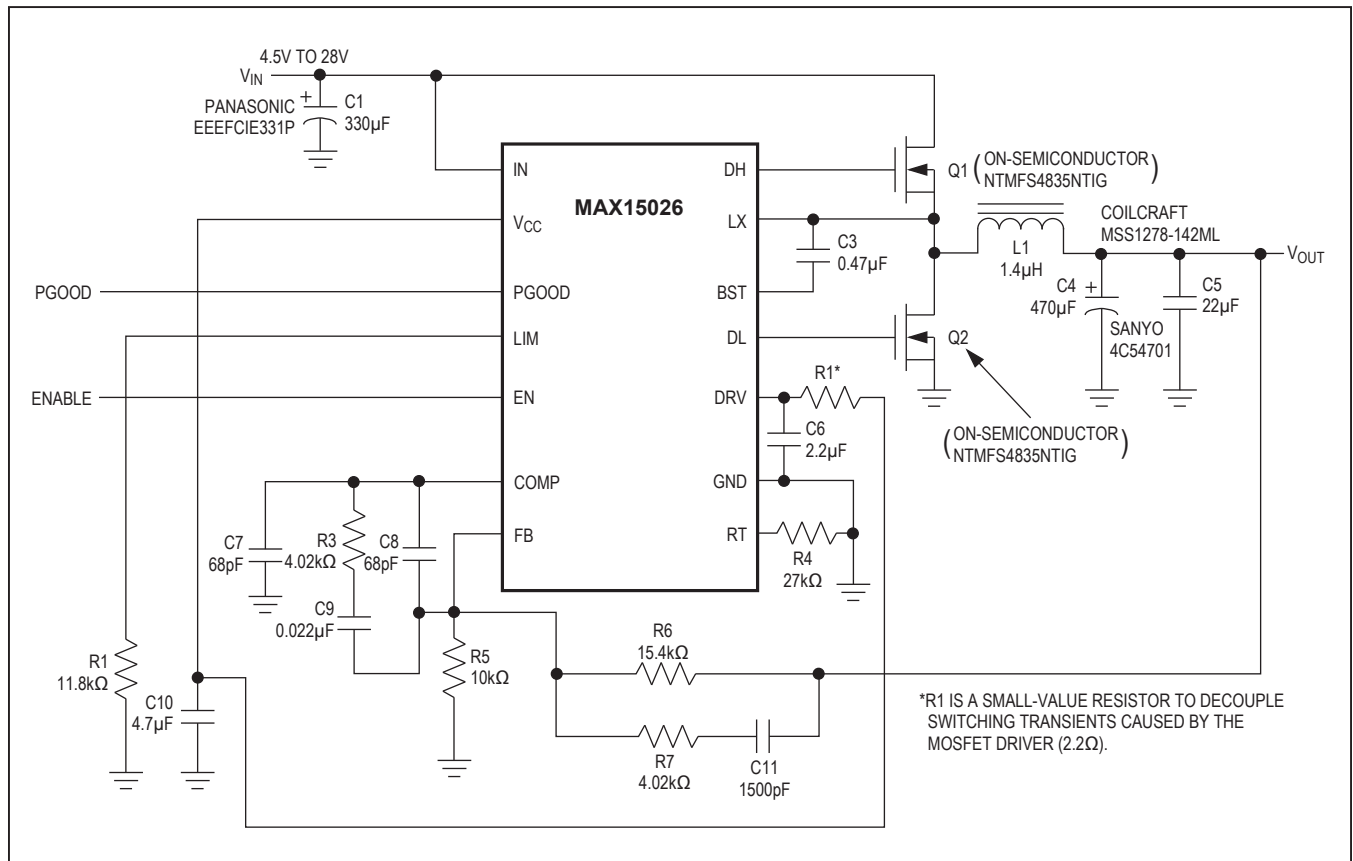 4.5V TO 28V
VIN
PANASONIC
EEEFCIE331P
+
C1
330µF
MAX15026
IN
VCC
PGOOD
LIM
EN
COMP
FB
DH
LX
BST
DL
DRV
GND
RT
PGOOD
ENABLE
Q1
(ON-SEMICONDUCTOR
NTMFS4835NTIG)
C3
0.47µF
L1
1.4µH
COILCRAFT
MSS1278-142ML
VOUT
C4
470µF
+
SANYO
4C54701
C5
22µF
Q2
(ON-SEMICONDUCTOR
NTMFS4835NTIG)
R1*
C6
2.2µF
R4
27kΩ
C7
68pF
R3
4.02kΩ
C8
68pF
C9
0.022µF
R5
10kΩ
R6
15.4kΩ
R7
4.02kΩ
C11
1500pF
R1
11.8kΩ
C10
4.7µF
*R1 IS A SMALL-VALUE RESISTOR TO DECOUPLE
SWITCHING TRANSIENTS CAUSED BY THE
MOSFET DRIVER (2.2Ω).